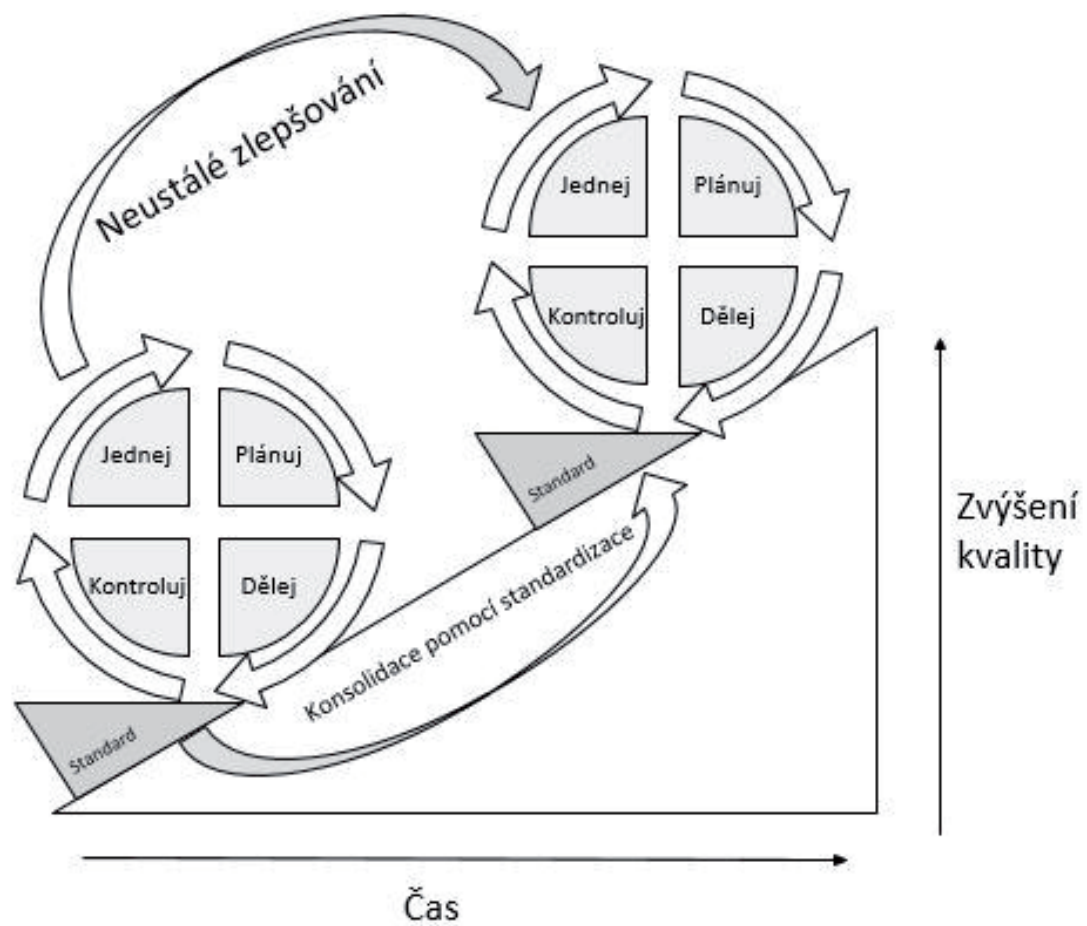 Neustálé zlepšování
Jednej
Plánuj
Kontroluj
Dělej
Jednej
Plánuj
Kontroluj
Dělej
Standard
Standard
Konsolidace pomocí standardizace
Zvýšení
kvality
Čas